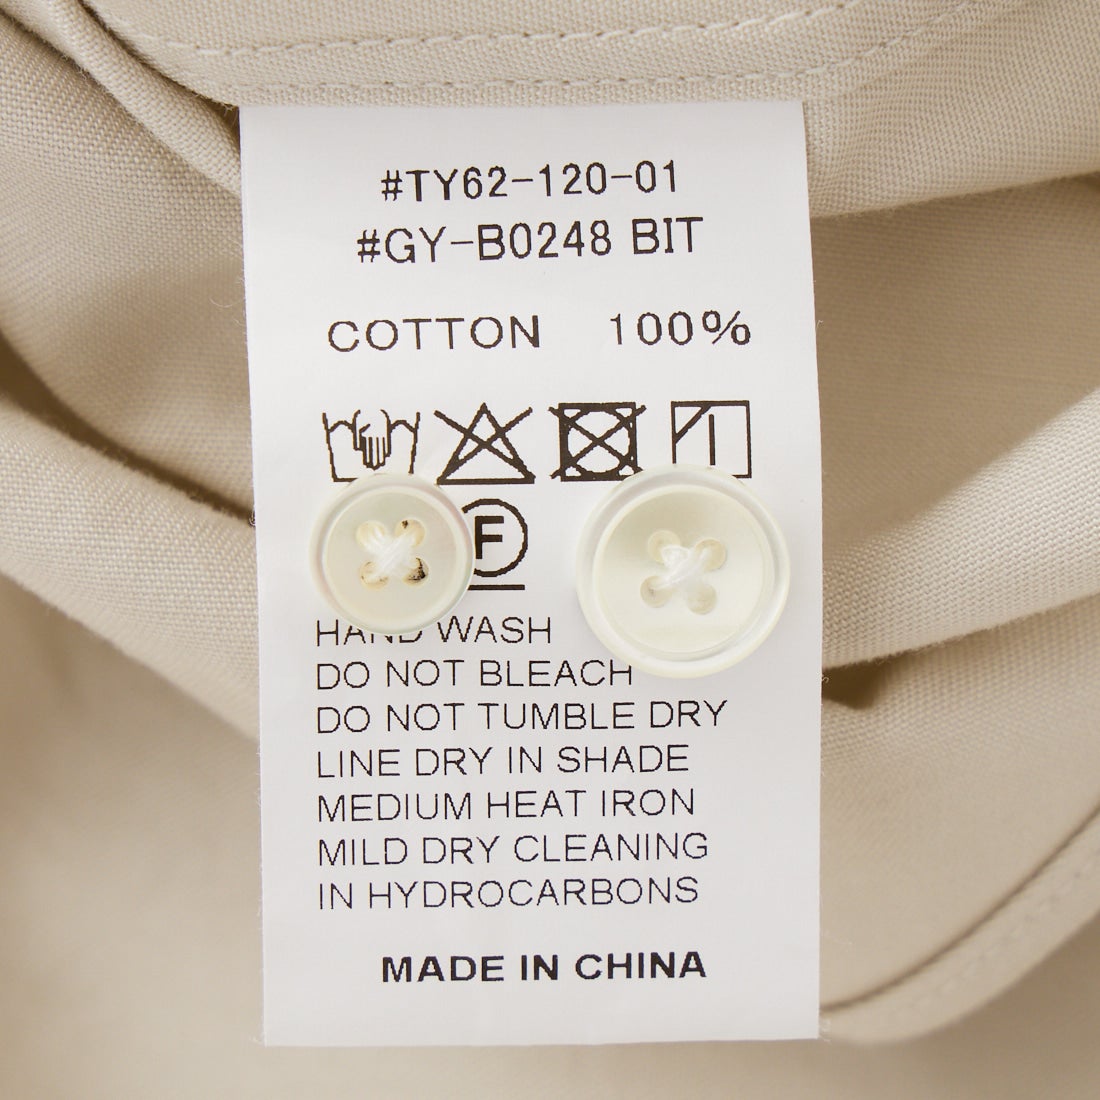 #TY62-120-01
#GY-B0248 BIT
COTTON 100%
F
HAND WASH
DO NOT BLEACH
DO NOT TUMBLE DRY
LINE DRY IN SHADE
MEDIUM HEAT IRON
MILD DRY CLEANING
IN HYDROCARBONS
MADE IN CHINA